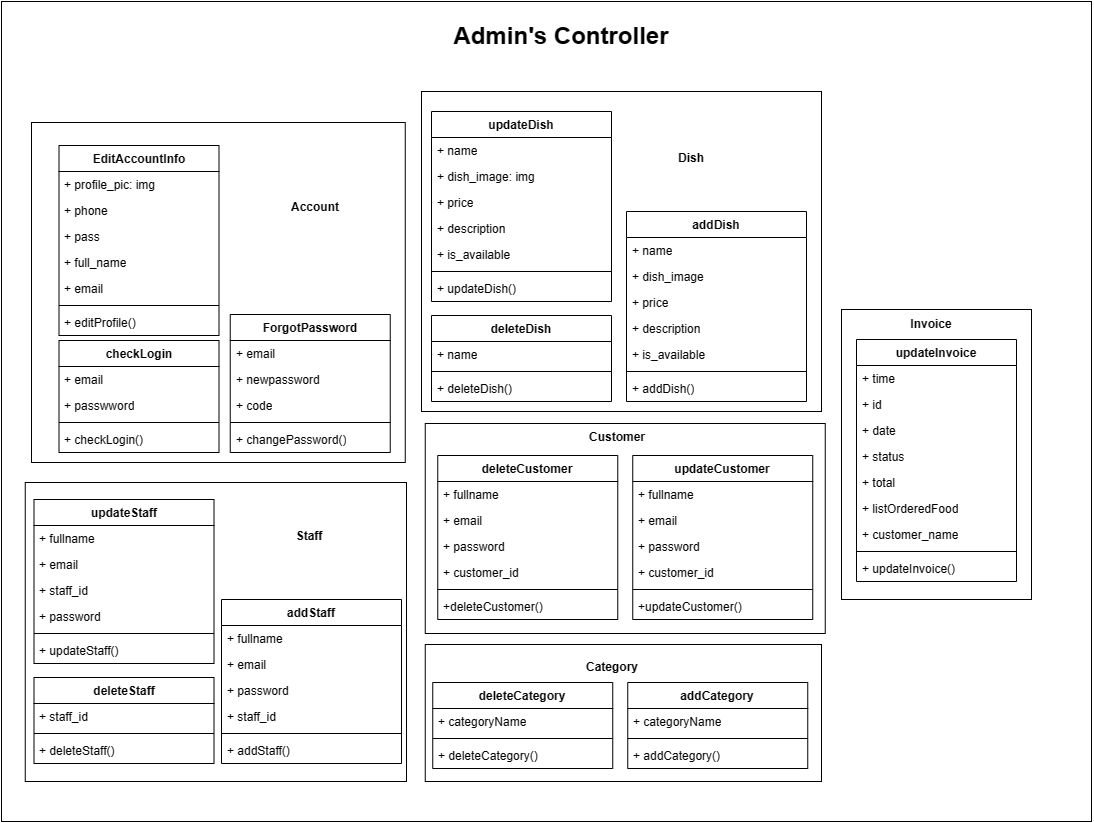 Admin's Controller
Account
EditAccountInfo
+ profile_pic: img
+ phone
+ pass
+ full_name
+ email
+ editProfile()
checkLogin
+ email
+ passwword
+ checkLogin()
ForgotPassword
+ email
+ newpassword
+ code
+ changePassword()
Dish
updateDish
+ name
+ dish_image: img
+ price
+ description
+ is_available
+ updateDish()
deleteDish
+ name
+ deleteDish()
addDish
+ name
+ dish_image
+ price
+ description
+ is_available
+ addDish()
Invoice
updateInvoice
+ time
+ id
+ date
+ status
+ total
+ listOrderedFood
+ customer_name
+ updateInvoice()
Staff
updateStaff
+ fullname
+ email
+ staff_id
+ password
+ updateStaff()
deleteStaff
+ staff_id
+ deleteStaff()
addStaff
+ fullname
+ email
+ password
+ staff_id
+ addStaff()
Customer
deleteCustomer
+ fullname
+ email
+ password
+ customer_id
+deleteCustomer()
updateCustomer
+ fullname
+ email
+ password
+ customer_id
+updateCustomer()
Category
deleteCategory
+ categoryName
+ deleteCategory()
addCategory
+ categoryName
+ addCategory()